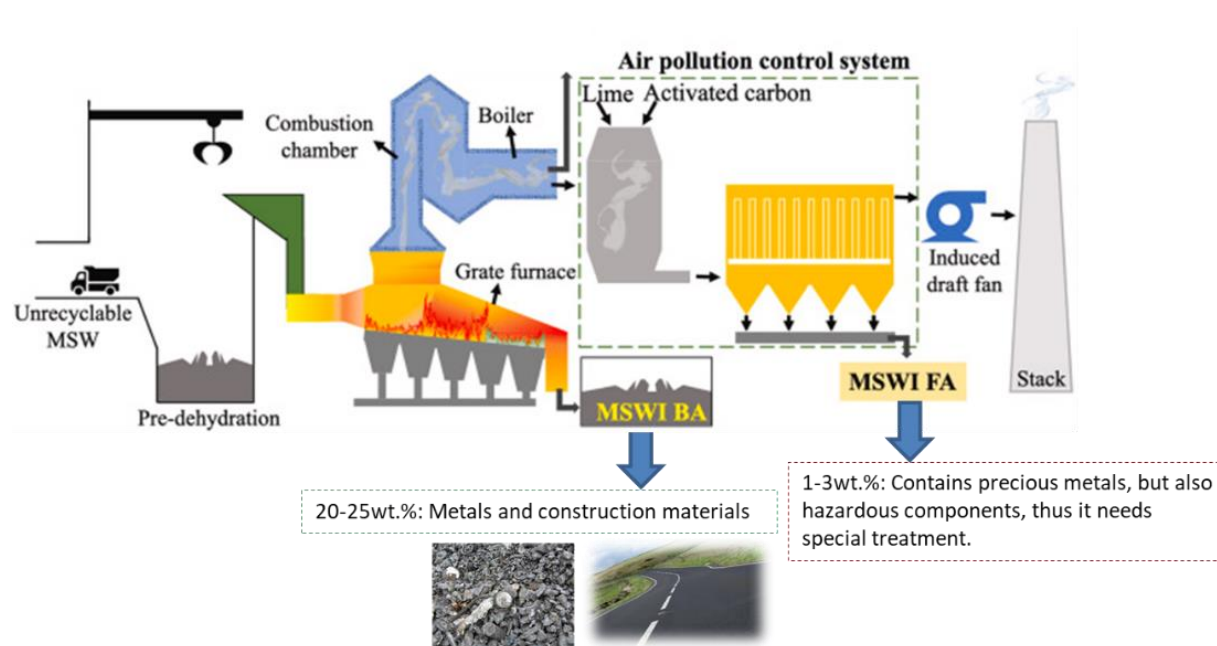 Air pollution control system
Lime Activated carbon
Combustion
chamber
Boiler
Grate furnace
Induced
draft fan
Unrecyclable
MSW
Pre-dehydration
MSWI BA
MSWI FA
Stack
20-25wt.%: Metals and construction materials
1-3wt.%: Contains precious metals, but also
hazardous components, thus it needs
special treatment.